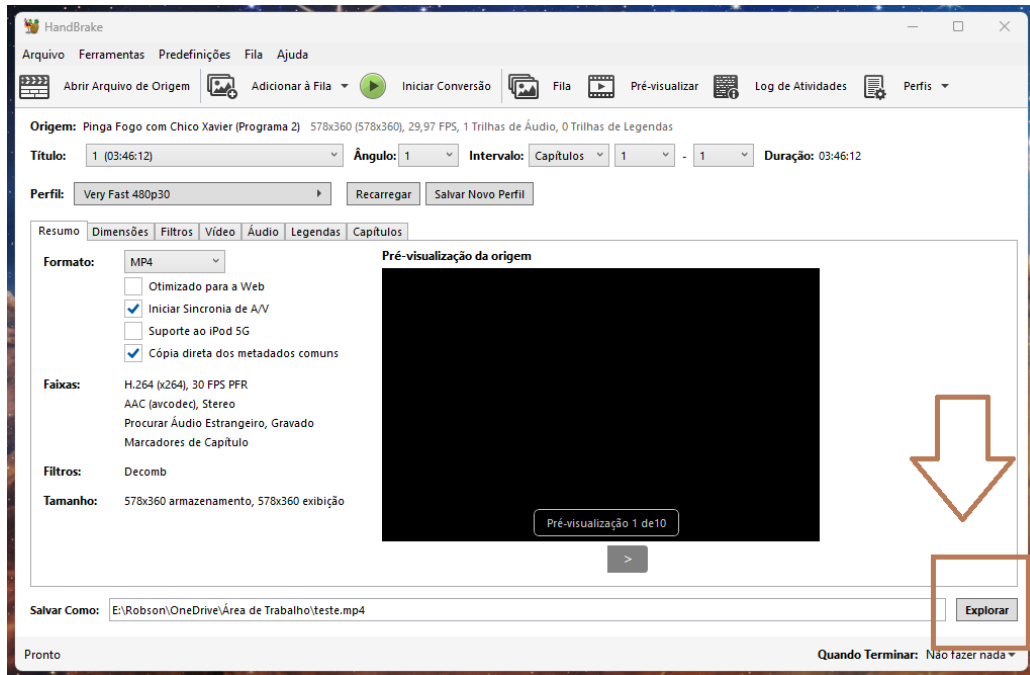 HandBrake
Arquivo Ferramentas Predefinições Fila Ajuda
Abrir Arquivo de Origem Adicionar à Fila Iniciar Conversão Fila Pré-visualizar Log de Atividades Perfis
Origem: Pinga Fogo com Chico Xavier (Programa 2) 578x360 (578x360), 29,97 FPS, 1 Trilhas de Áudio, 0 Trilhas de Legendas
Título: 1 (03:46:12) Ângulo: 1 Intervalo: Capítulos 1 - 1 Duração: 03:46:12
Perfil: Very Fast 480p30 Recarregar Salvar Novo Perfil
Resumo Dimensões Filtros Vídeo Áudio Legendas Capítulos
Formato: MP4 Pré-visualização da origem
Otimizado para a Web
Iniciar Sincronia de A/V
Suporte ao iPod 5G
Cópia direta dos metadados comuns
Faixas: H.264 (x264), 30 FPS PFR
AAC (avcodec), Stereo
Procurar Áudio Estrangeiro, Gravado
Marcadores de Capítulo
Filtros: Decomb
Tamanho: 578x360 armazenamento, 578x360 exibição
Pré-visualização 1 de10
>
Salvar Como: E:\Robson\OneDrive\Área de Trabalho\teste.mp4 Explorar
Pronto Quando Terminar: Não fazer nada